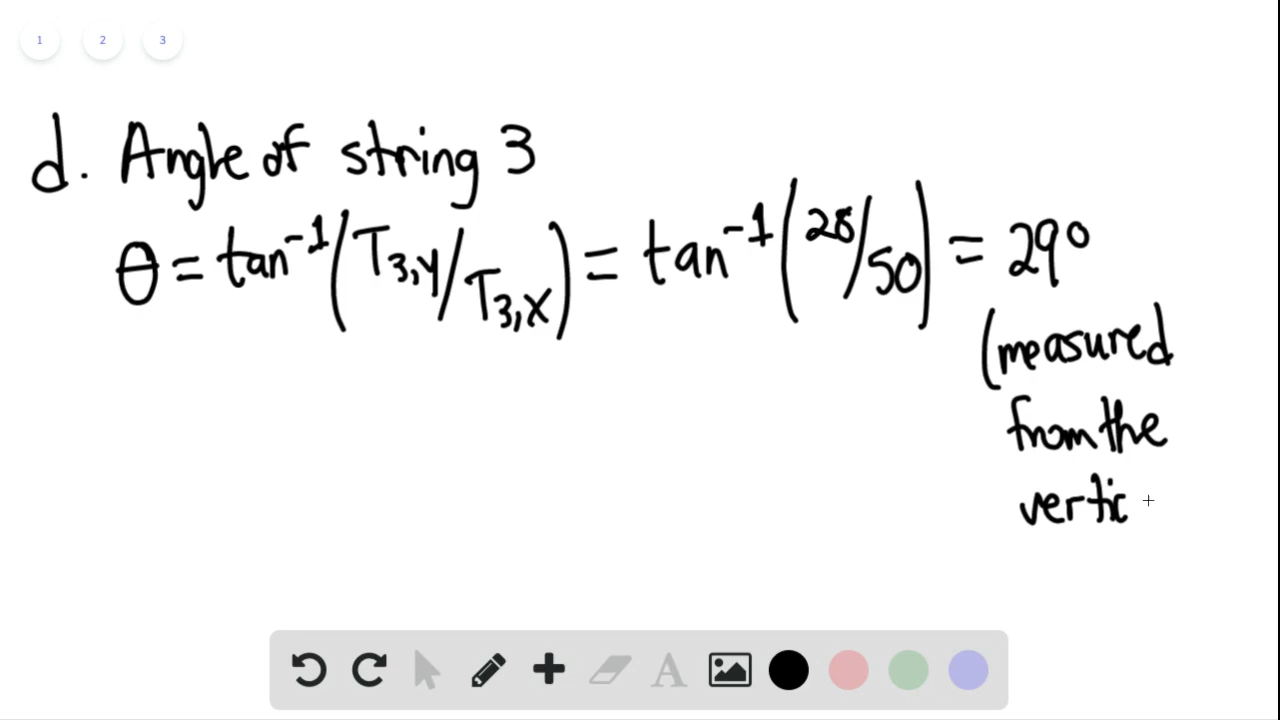 1 2 3
d. Angle of string 3
θ = tan⁻¹(T₃,y/T₃,x) = tan⁻¹(28/50) = 29°
(measured
from the
vertic
A